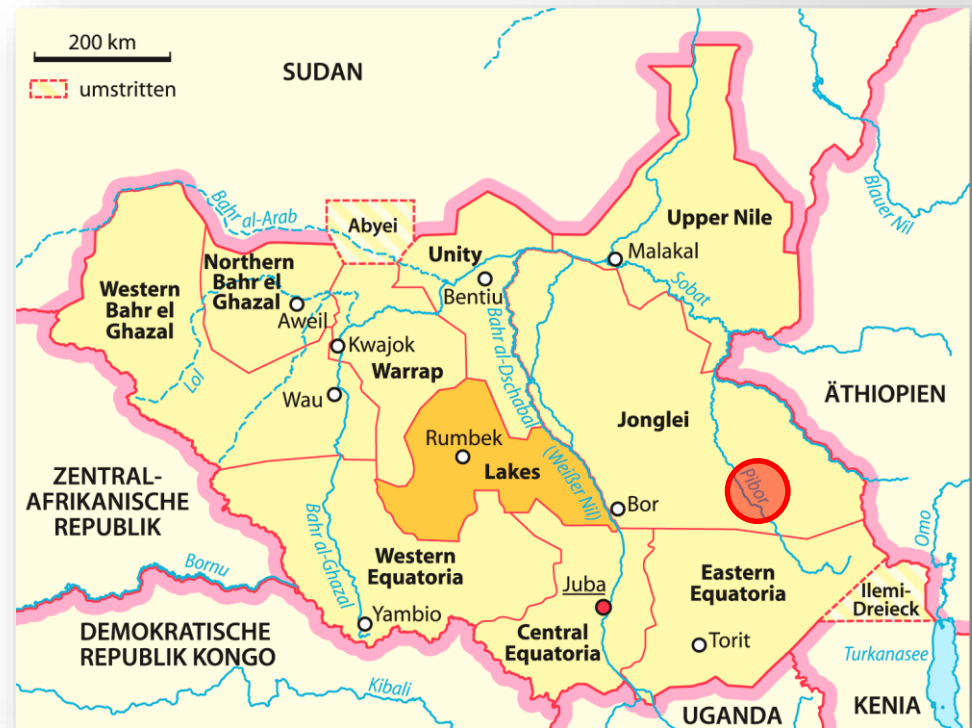 200 km
umstritten
SUDAN
Bahr al-Arab
Abyei
Blauer Nil
Upper Nile
Malakal
Northern
Bahr el
Ghazal
Unity
Western
Bahr el
Ghazal
Bentiu
Sobat
Aweil
Kwajok
Warrap
Bahr al-Dschabal
(Weißer Nil)
Lol
Wau
ÄTHIOPIEN
Jonglei
Rumbek
Lakes
ZENTRAL-
AFRIKANISCHE
REPUBLIK
Pibor
Bor
Bahr al-Ghazal
Omo
Western
Equatoria
Bornu
Eastern
Equatoria
Juba
Ilemi-
Dreieck
Yambio
Central
Equatoria
Torit
DEMOKRATISCHE
REPUBLIK KONGO
Turkanasee
Kibali
UGANDA
KENIA